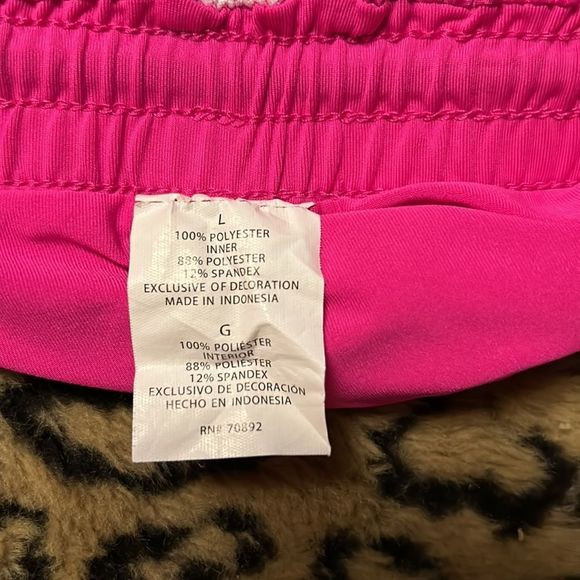 L
100% POLYESTER
INNER
88% POLYESTER
12% SPANDEX
EXCLUSIVE OF DECORATION
MADE IN INDONESIA
G
100% POLIÉSTER
INTERIOR
88% POLIÉSTER
12% SPANDEX
EXCLUSIVO DE DECORACIÓN
HECHO EN INDONESIA
RN# 70892